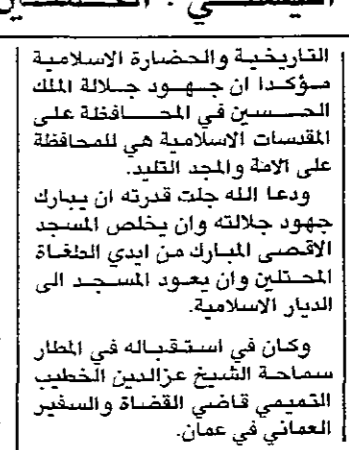 التاريخية والحضارة الاسلامية
مؤكدا ان جهود جلالة الملك
الحسين في المحافظة على
المقدسات الاسلامية هي للمحافظة
على الامة والمجد التليد.
ودعا الله جلت قدرته ان يبارك
جهود جلالته وان يخلص المسجد
الاقصى المبارك من ايدي الطغاة
المحتلين وان يعود المسجد الى
الديار الاسلامية.
وكان في استقباله في المطار
سماحة الشيخ عزالدين الخطيب
التميمي قاضي القضاة والسفير
العماني في عمان.